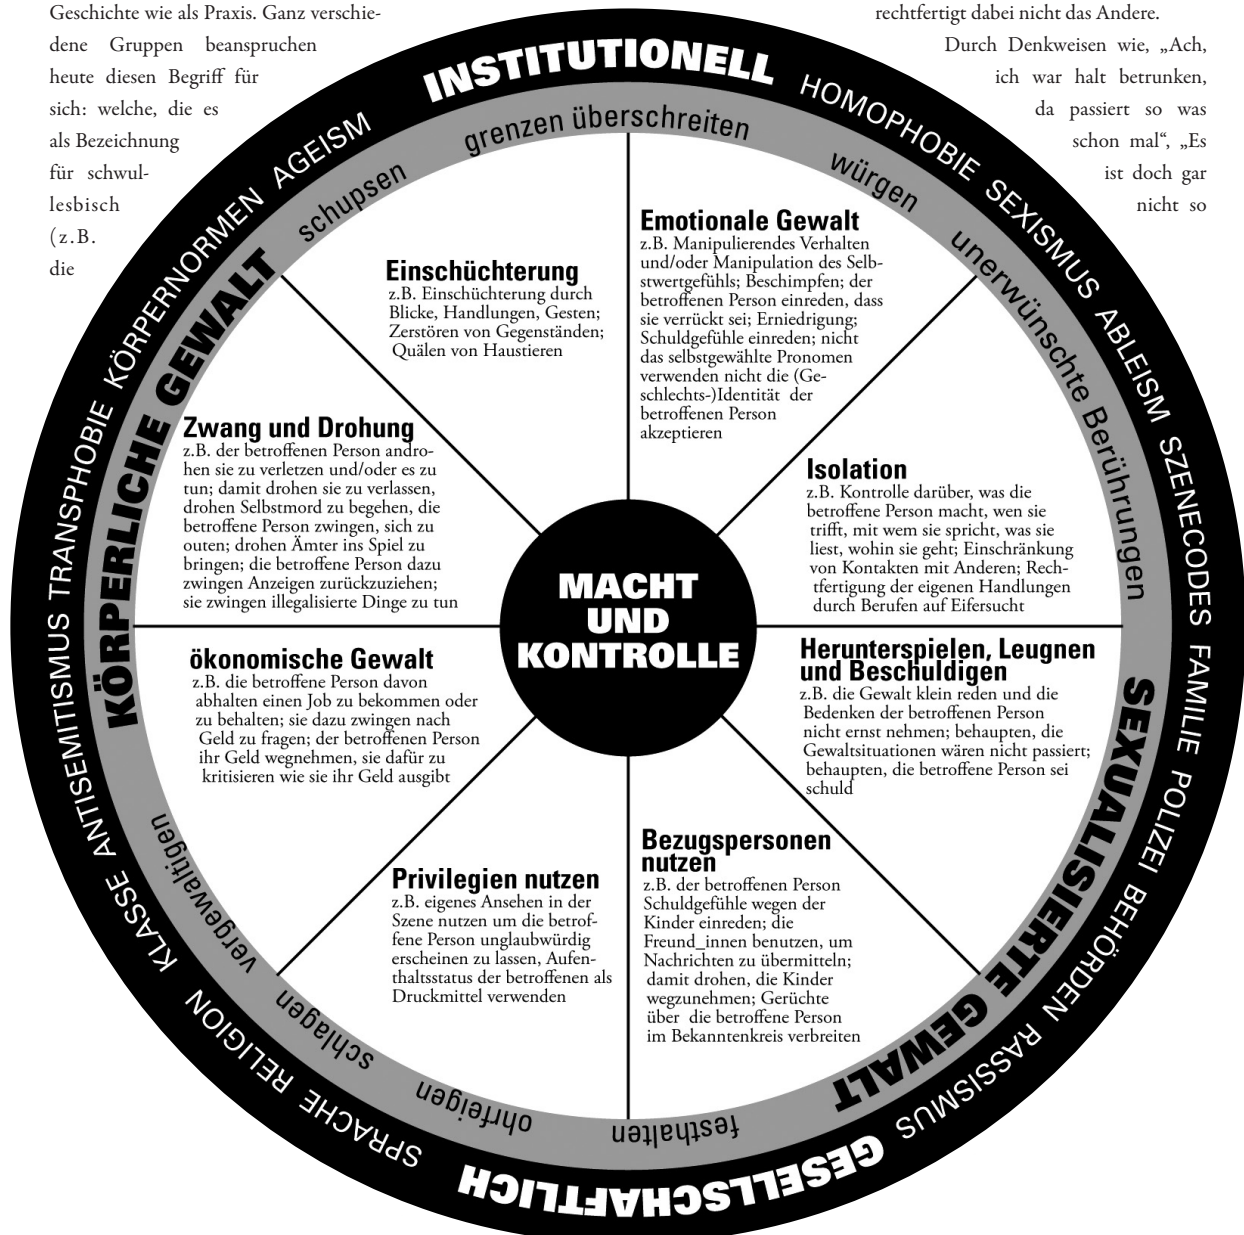 Geschichte wie als Praxis. Ganz verschie-
dene Gruppen beanspruchen
heute diesen Begriff für
sich: welche, die es
als Bezeichnung
für schwul-
lesbisch
(z.B.
die
rechtfertigt dabei nicht das Andere.
Durch Denkweisen wie, „Ach,
ich war halt betrunken,
da passiert so was
schon mal“, „Es
ist doch gar
nicht so
INSTITUTIONELL
HOMOPHOBIE SEXISMUS ABLEISM SZENECODES FAMILIE POLIZEI BEHÖRDEN RASSISMUS
GESELLSCHAFTLICH
SPRACHE RELIGION KLASSE ANTISEMITISMUS TRANSPHOBIE KÖRPERNORMEN AGEISM
grenzen überschreiten
würgen
unerwünschte Berührungen
SEXUALISIERTE GEWALT
festhalten
ohrfeigen
schlagen
vergewaltigen
KÖRPERLICHE GEWALT
schupsen
Emotionale Gewalt
z.B. Manipulierendes Verhalten
und/oder Manipulation des Selb-
stwertgefühls; Beschimpfen; der
betroffenen Person einreden, dass
sie verrückt sei; Erniedrigung;
Schuldgefühle einreden; nicht
das selbstgewählte Pronomen
verwenden nicht die (Ge-
schlechts-)Identität der
betroffenen Person
akzeptieren
Isolation
z.B. Kontrolle darüber, was die
betroffene Person macht, wen sie
trifft, mit wem sie spricht, was sie
liest, wohin sie geht; Einschränkung
von Kontakten mit Anderen; Rech-
tfertigung der eigenen Handlungen
durch Berufen auf Eifersucht
Herunterspielen, Leugnen
und Beschuldigen
z.B. die Gewalt klein reden und die
Bedenken der betroffenen Person
nicht ernst nehmen; behaupten, die
Gewaltsituationen wären nicht passiert;
behaupten, die betroffene Person sei
schuld
Bezugspersonen
nutzen
z.B. der betroffenen Person
Schuldgefühle wegen der
Kinder einreden; die
Freund_innen benutzen, um
Nachrichten zu übermitteln;
damit drohen, die Kinder
wegzunehmen; Gerüchte
über die betroffene Person
im Bekanntenkreis verbreiten
Privilegien nutzen
z.B. eigenes Ansehen in der
Szene nutzen um die betrof-
fene Person unglaubwürdig
erscheinen zu lassen, Aufen-
thaltsstatus der betroffenen als
Druckmittel verwenden
ökonomische Gewalt
z.B. die betroffene Person davon
abhalten einen Job zu bekommen oder
zu behalten; sie dazu zwingen nach
Geld zu fragen; der betroffenen Person
ihr Geld wegnehmen, sie dafür zu
kritisieren wie sie ihr Geld ausgibt
Zwang und Drohung
z.B. der betroffenen Person andro-
hen sie zu verletzen und/oder es zu
tun; damit drohen sie zu verlassen,
drohen Selbstmord zu begehen, die
betroffene Person zwingen, sich zu
outen; drohen Ämter ins Spiel zu
bringen; die betroffene Person dazu
zwingen Anzeigen zurückzuziehen;
sie zwingen illegalisierte Dinge zu tun
Einschüchterung
z.B. Einschüchterung durch
Blicke, Handlungen, Gesten;
Zerstören von Gegenständen;
Quälen von Haustieren
MACHT
UND
KONTROLLE